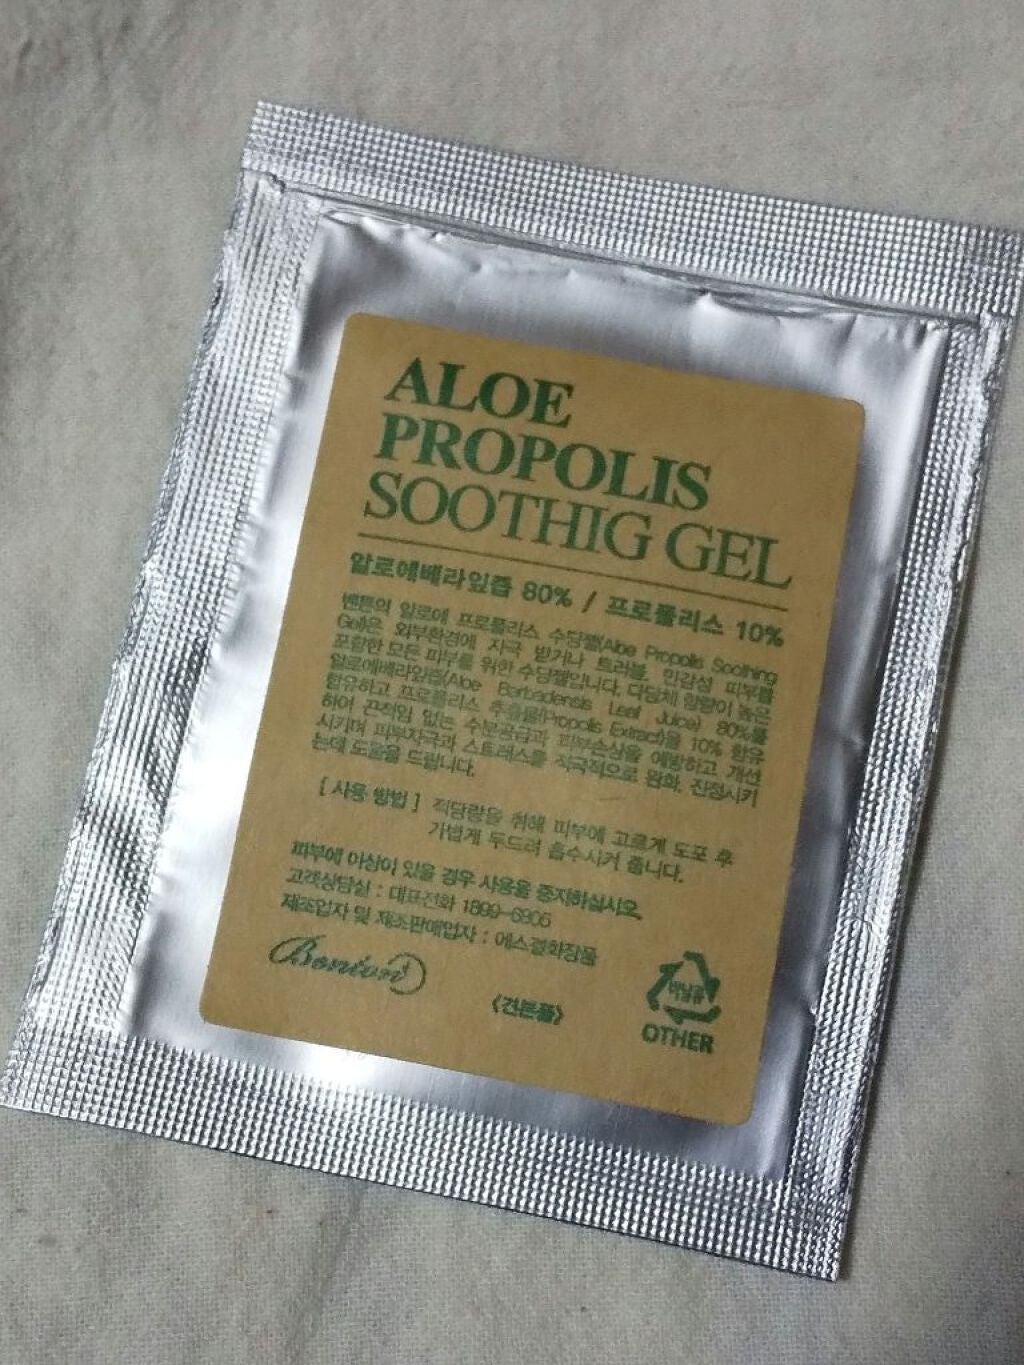 ALOE
PROPOLIS
SOOTHIG GEL
알로에베라잎즙 80% / 프로폴리스 10%
벤튼의 알로에 프로폴리스 수딩젤(Aloe Propolis Soothing
Gel)은 외부환경에 자극 받거나 트러블, 민감성 피부를
포함한 모든 피부를 위한 수딩젤입니다. 다당체 함량이 높은
알로에베라잎즙(Aloe Barbadensis Leaf Juice) 80%를
함유하고 프로폴리스 추출물(Propolis Extract)을 10% 함유
하여 끈적임 없는 수분공급과 피부손상을 예방하고 개선
시키며 피부자극과 스트레스를 적극적으로 완화, 진정시키
는데 도움을 드립니다.
[ 사용 방법 ] 적당량을 취해 피부에 고르게 도포 후
가볍게 두드려 흡수시켜 줍니다.
피부에 이상이 있을 경우 사용을 중지하십시오.
고객상담실 : 대표전화 1899-6905
제조업자 및 제조판매업자 : 에스겔화장품
Benton
<견본품>
비닐류
OTHER